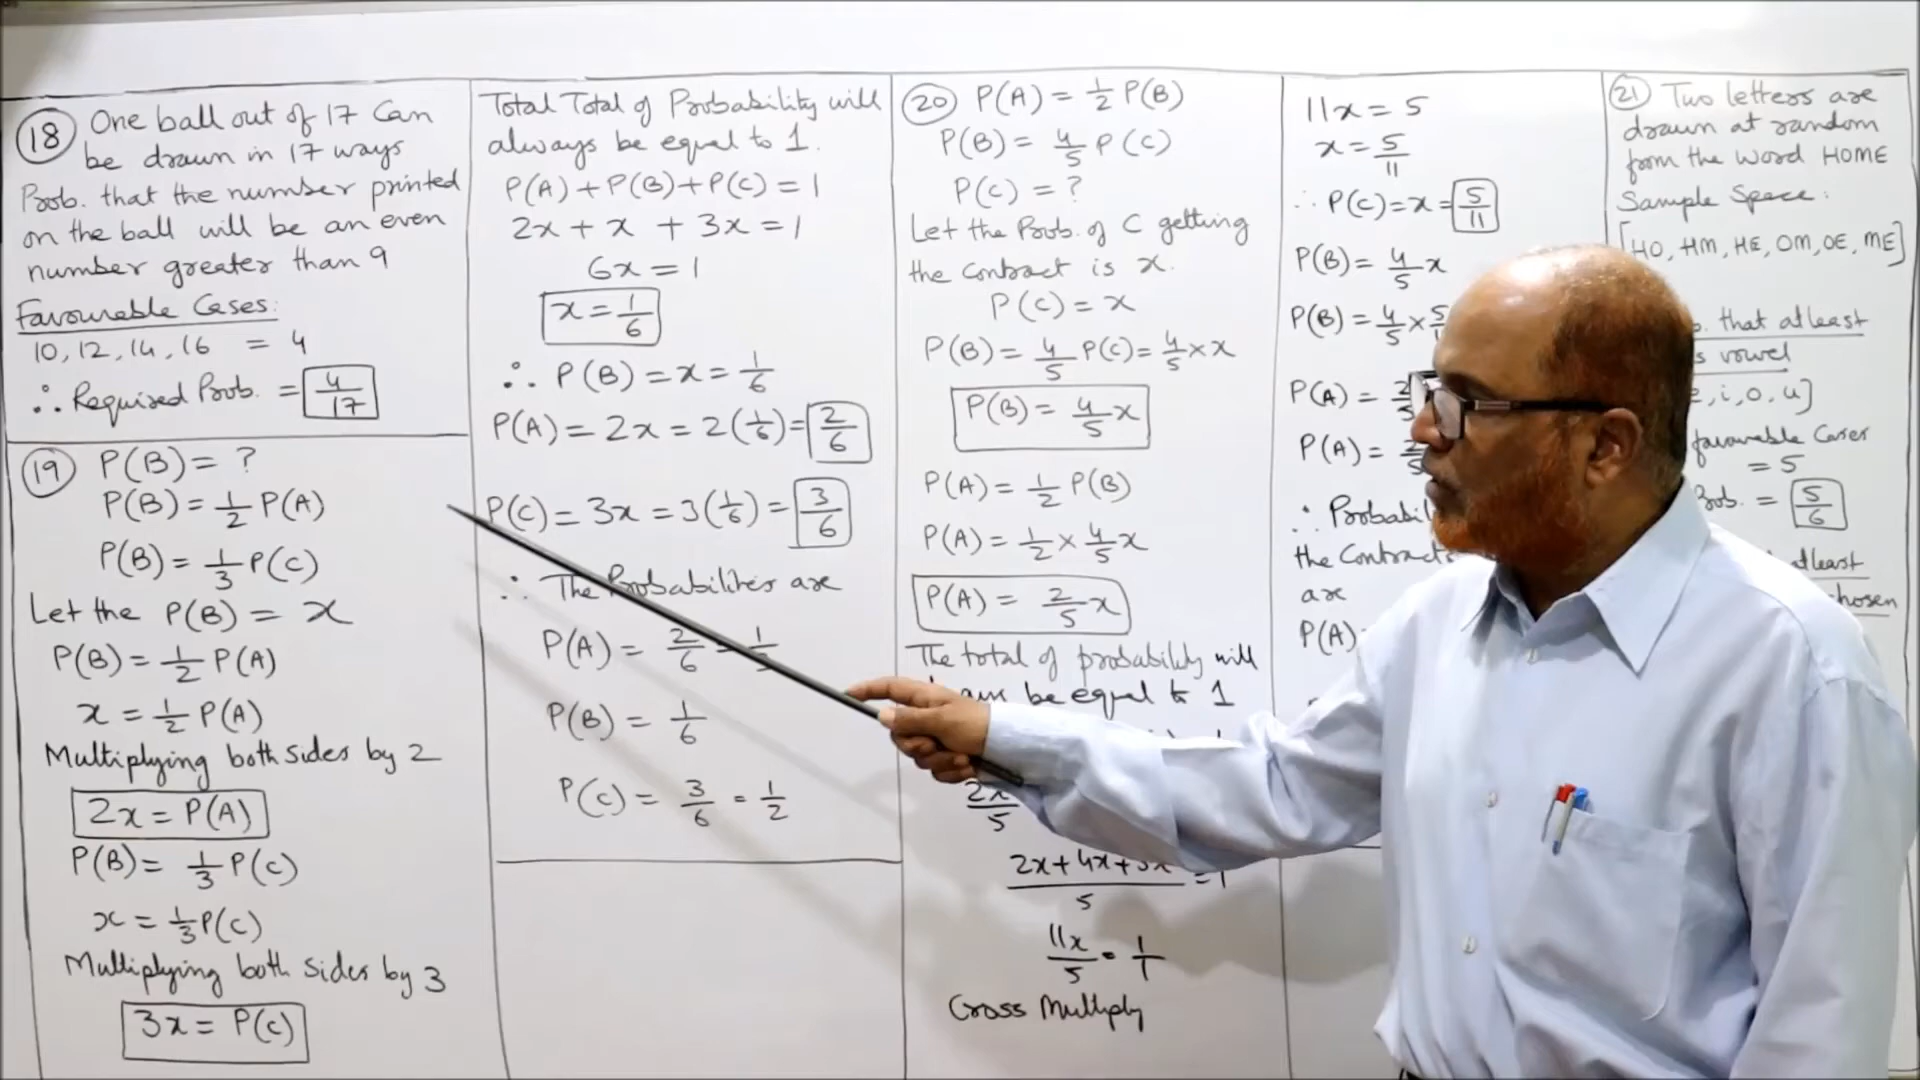 18 One ball out of 17 Can
be drawn in 17 ways
Prob. that the number printed
on the ball will be an even
number greater than 9
Favourable Cases:
10, 12, 14, 16 = 4
∴ Required Prob. = 4/17
19 P(B) = ?
P(B) = 1/2 P(A)
P(B) = 1/3 P(C)
Let the P(B) = x
P(B) = 1/2 P(A)
x = 1/2 P(A)
Multiplying both sides by 2
2x = P(A)
P(B) = 1/3 P(C)
x = 1/3 P(C)
Multiplying both sides by 3
3x = P(C)
Total Total of Probability will
always be equal to 1.
P(A) + P(B) + P(C) = 1
2x + x + 3x = 1
6x = 1
x = 1/6
∴ P(B) = x = 1/6
P(A) = 2x = 2(1/6) = 2/6
P(C) = 3x = 3(1/6) = 3/6
∴ The Probabilities are
P(A) = 2/6 = 1/
P(B) = 1/6
P(C) = 3/6 = 1/2
20 P(A) = 1/2 P(B)
P(B) = 4/5 P(C)
P(C) = ?
Let the Prob. of C getting
the contract is x.
P(C) = x
P(B) = 4/5 P(C) = 4/5 × x
P(B) = 4/5 x
P(A) = 1/2 P(B)
P(A) = 1/2 × 4/5 x
P(A) = 2/5 x
The total of probability will
be equal to 1
2x/5
2x + 4x + 5x/5 = 1
11x/5 = 1/1
Cross Multiply
11x = 5
x = 5/11
∴ P(C) = x = 5/11
P(B) = 4/5 x
P(B) = 4/5 × 5/
P(A) = 2/5
P(A) = 2/5
∴ Probabil
the Contracts
are
P(A)
21 Two letters are
drawn at random
from the word HOME
Sample Space:
[HO, HM, HE, OM, OE, ME]
. that atleast
s vowel
, i, o, u]
favourable Cases
= 5
Prob. = 5/6
atleast
chosen